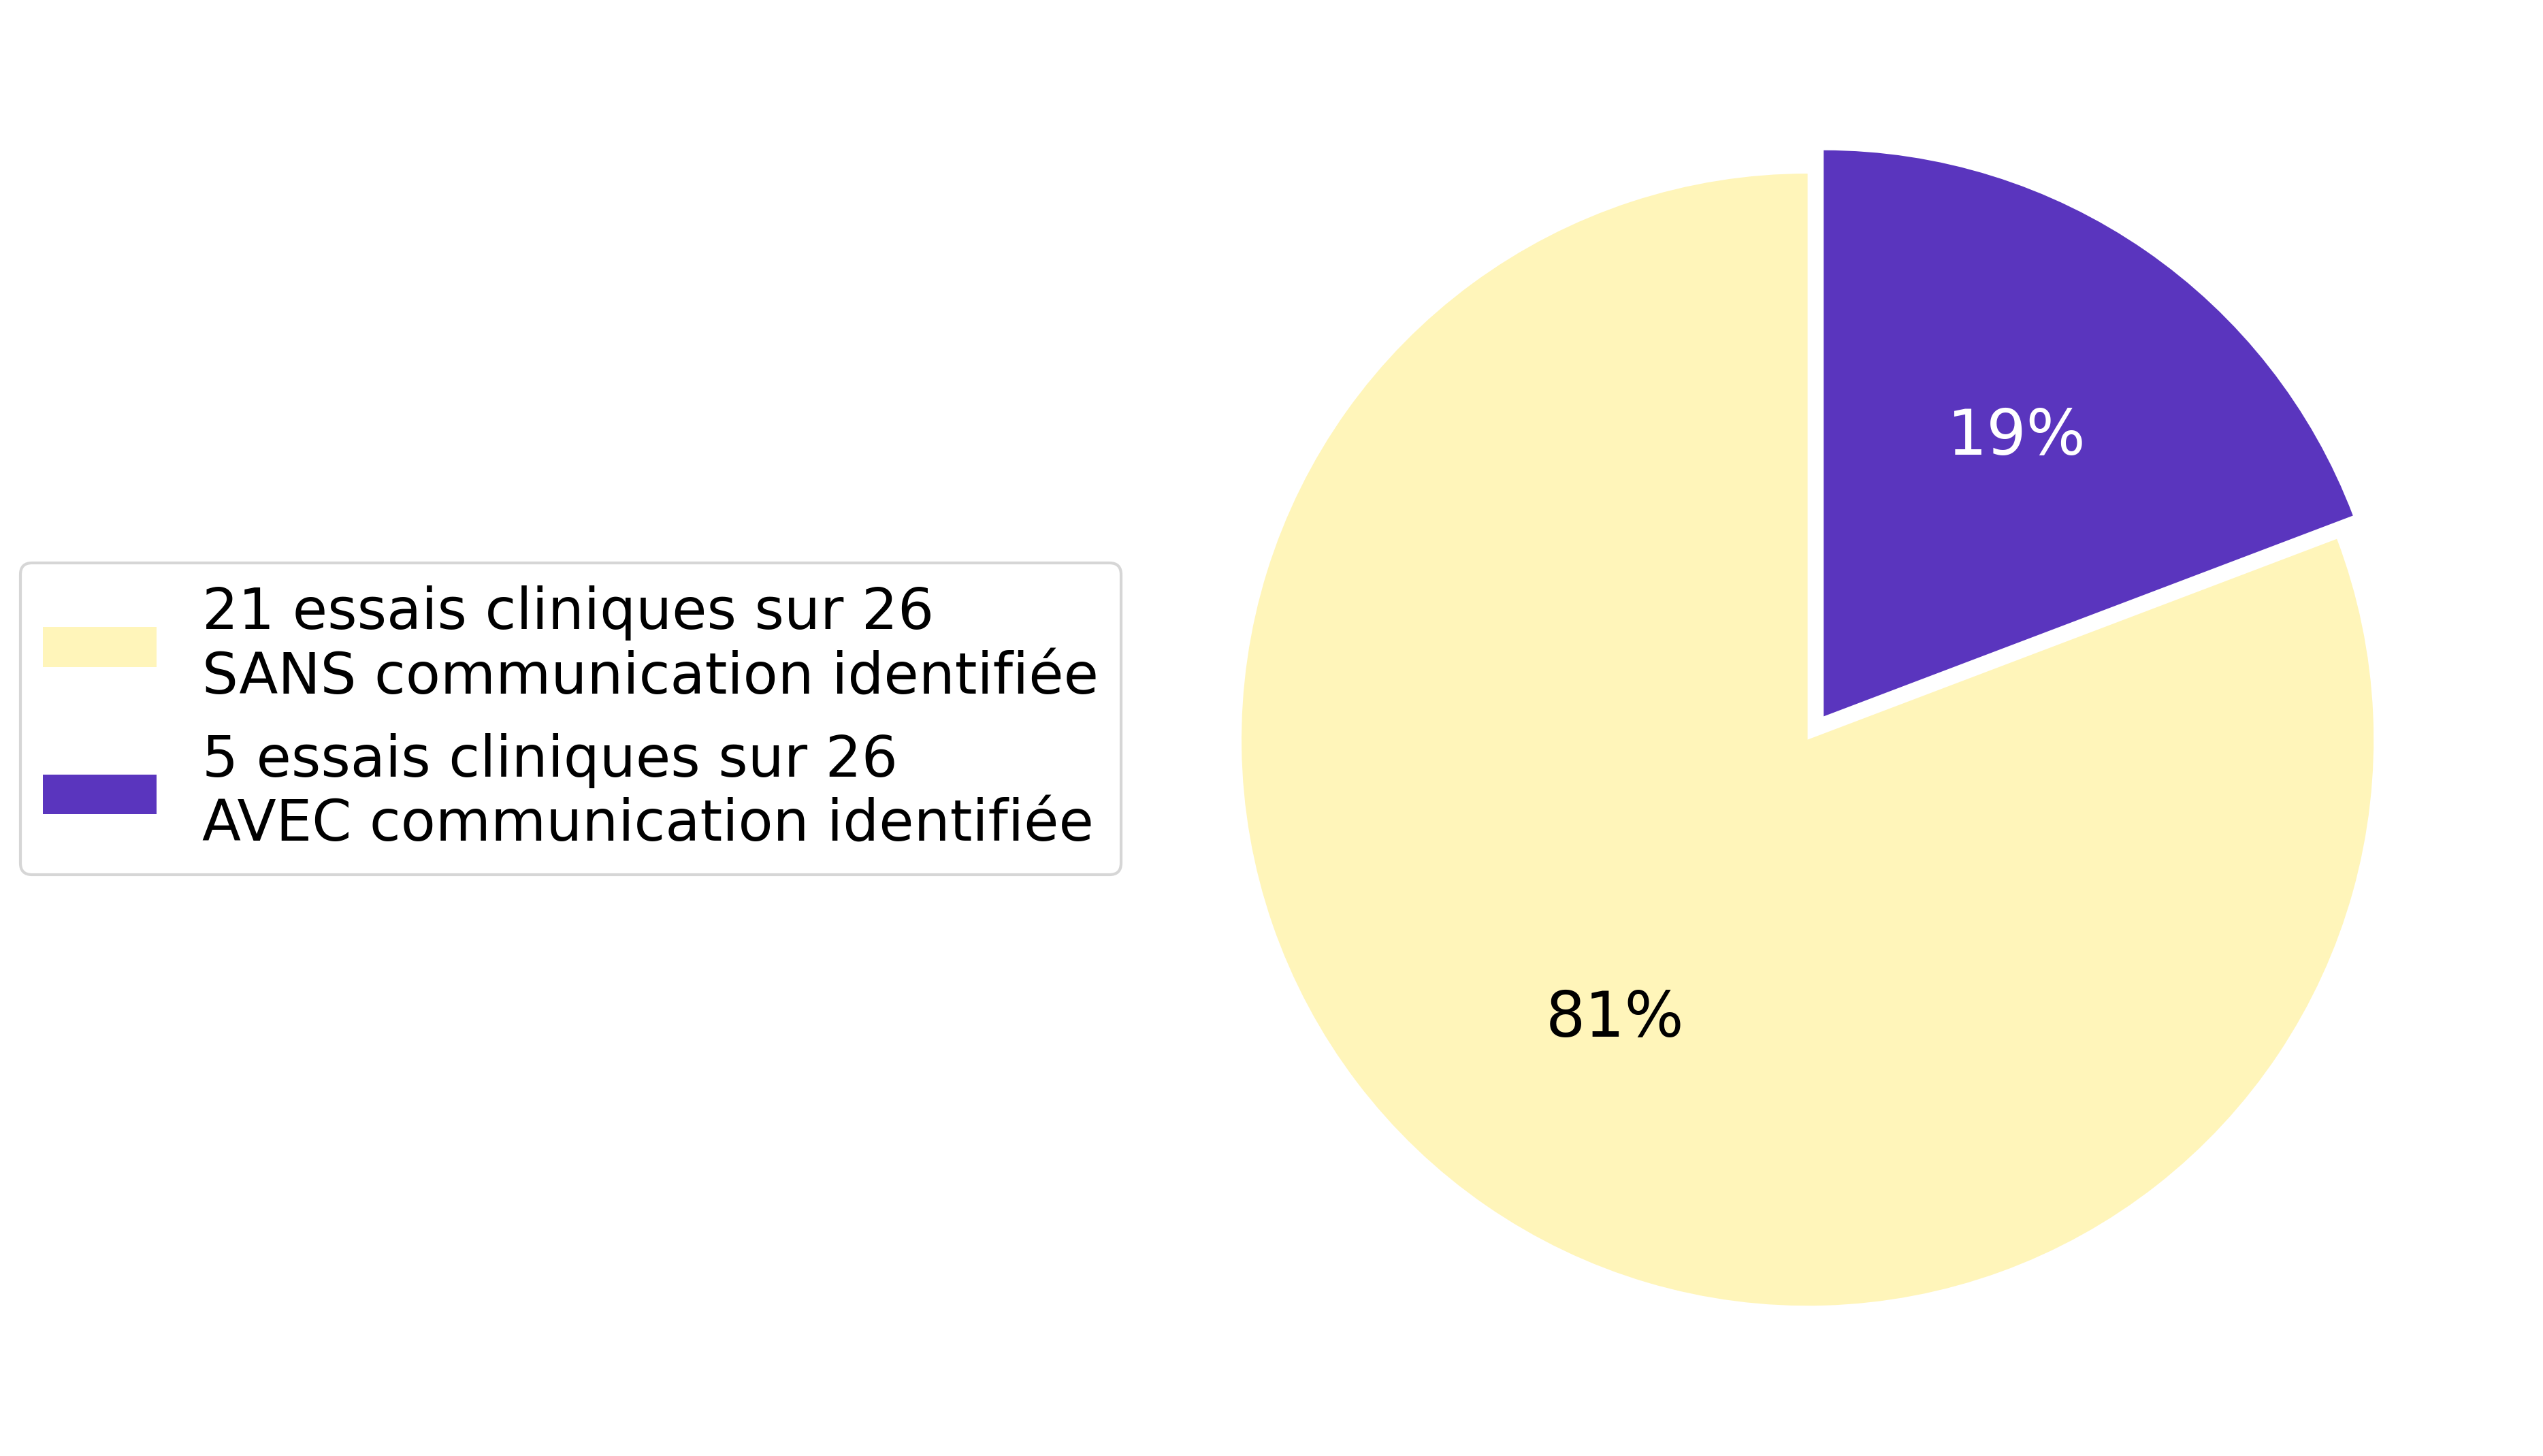 21 essais cliniques sur 26
SANS communication identifiée
5 essais cliniques sur 26
AVEC communication identifiée
19%
81%